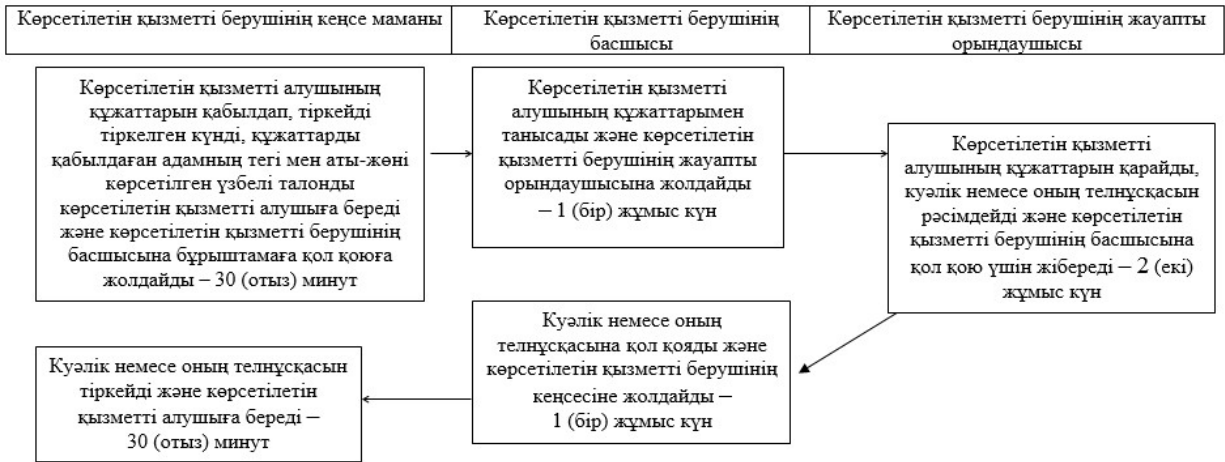 Көрсетілетін қызметті берушінің кеңсе маманы
Көрсетілетін қызметті берушінің
басшысы
Көрсетілетін қызметті берушінің жауапты
орындаушысы
Көрсетілетін қызметті алушының
құжаттарын қабылдап, тіркейді
тіркелген күнді, құжаттарды
қабылдаған адамның тегі мен аты-жөні
көрсетілген үзбелі талонды
көрсетілетін қызметті алушыға береді
және көрсетілетін қызметті берушінің
басшысына бұрыштамаға қол қоюға
жолдайды – 30 (отыз) минут
Көрсетілетін қызметті
алушының құжаттарымен
танысады және көрсетілетін
қызметті берушінің жауапты
орындаушысына жолдайды
– 1 (бір) жұмыс күн
Көрсетілетін қызметті
алушының құжаттарын қарайды,
куәлік немесе оның телнұсқасын
рәсімдейді және көрсетілетін
қызметті берушінің басшысына
қол қою үшін жібереді – 2 (екі)
жұмыс күн
Куәлік немесе оның
телнұсқасына қол қояды және
көрсетілетін қызметті берушінің
кеңсесіне жолдайды –
1 (бір) жұмыс күн
Куәлік немесе оның телнұсқасын
тіркейді және көрсетілетін
қызметті алушыға береді –
30 (отыз) минут